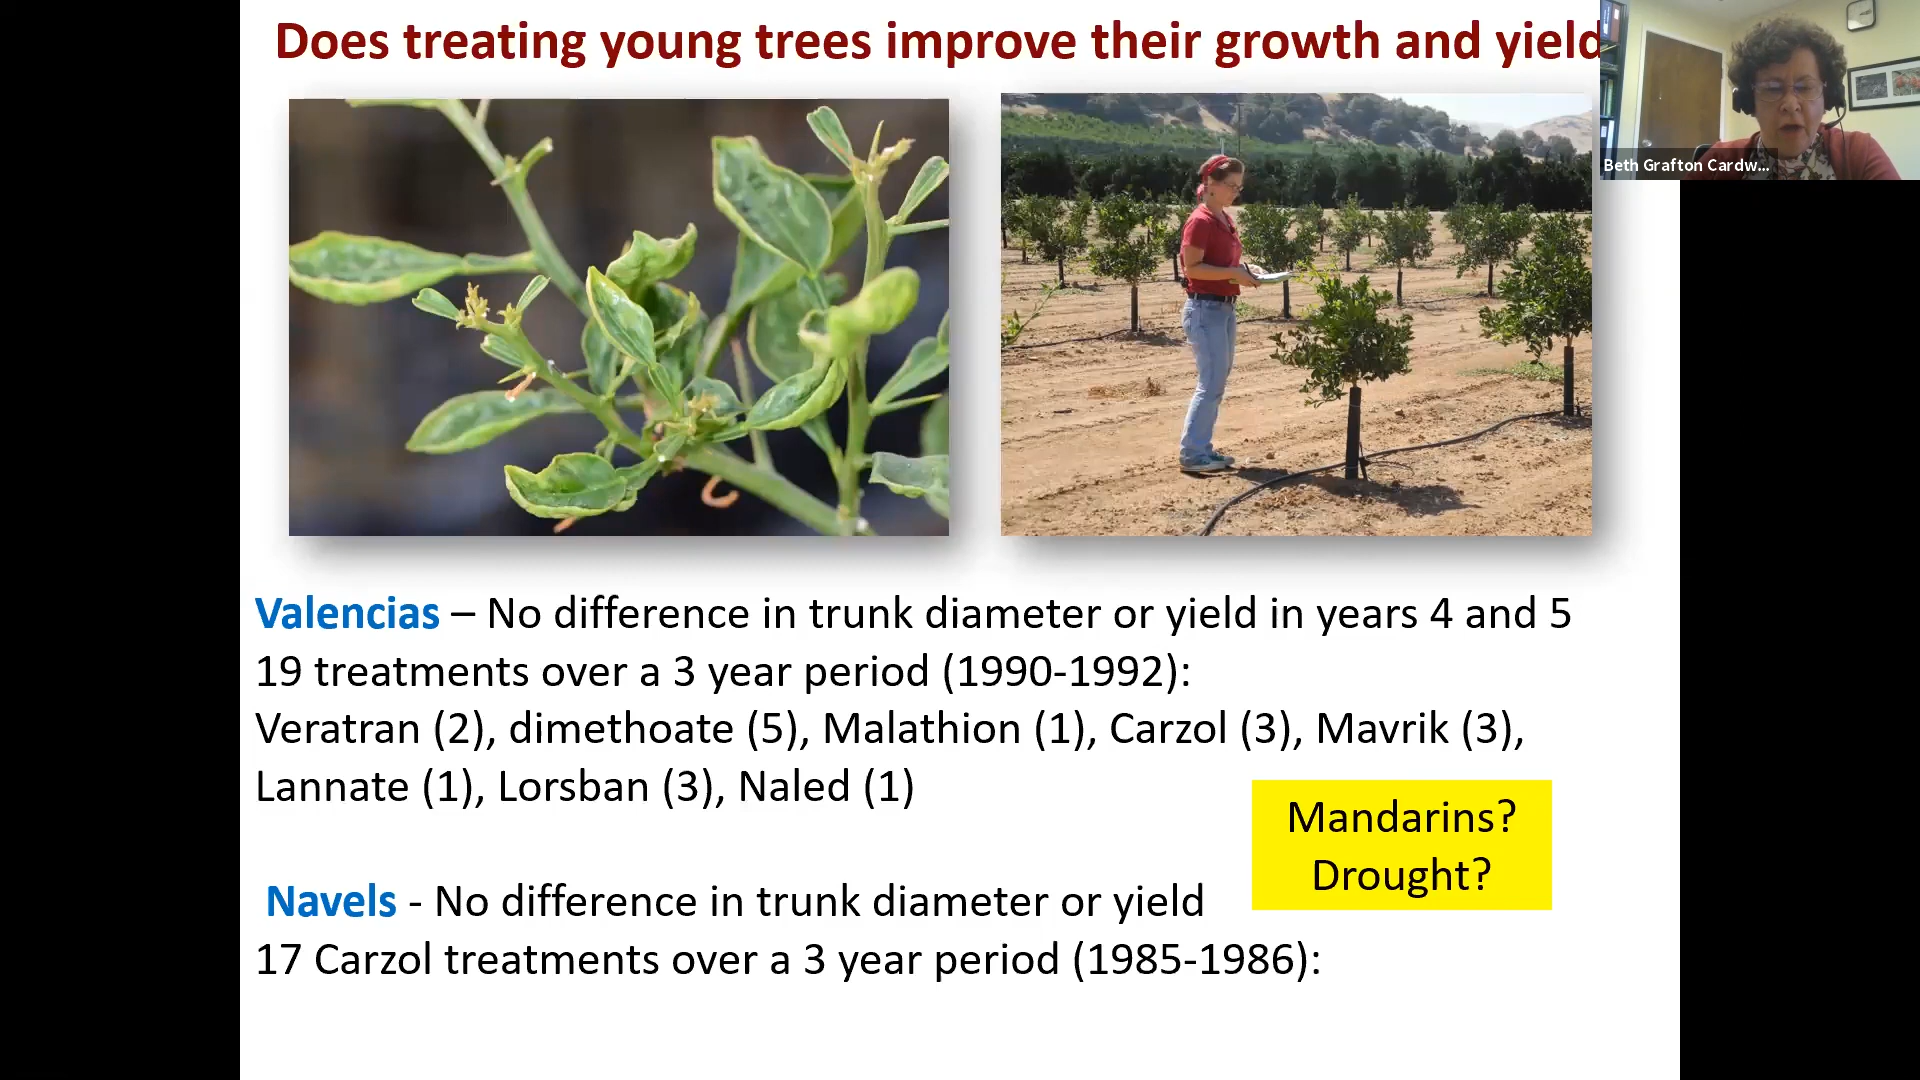 Does treating young trees improve their growth and yield
Beth Grafton Cardw...
Valencias – No difference in trunk diameter or yield in years 4 and 5
19 treatments over a 3 year period (1990-1992):
Veratran (2), dimethoate (5), Malathion (1), Carzol (3), Mavrik (3),
Lannate (1), Lorsban (3), Naled (1)
Mandarins?
Drought?
Navels - No difference in trunk diameter or yield
17 Carzol treatments over a 3 year period (1985-1986):